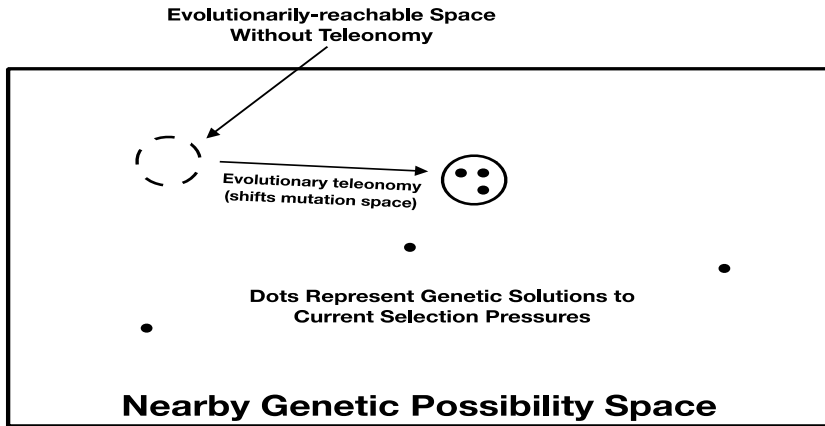 Evolutionarily-reachable Space
Without Teleonomy
Evolutionary teleonomy
(shifts mutation space)
Dots Represent Genetic Solutions to
Current Selection Pressures
Nearby Genetic Possibility Space